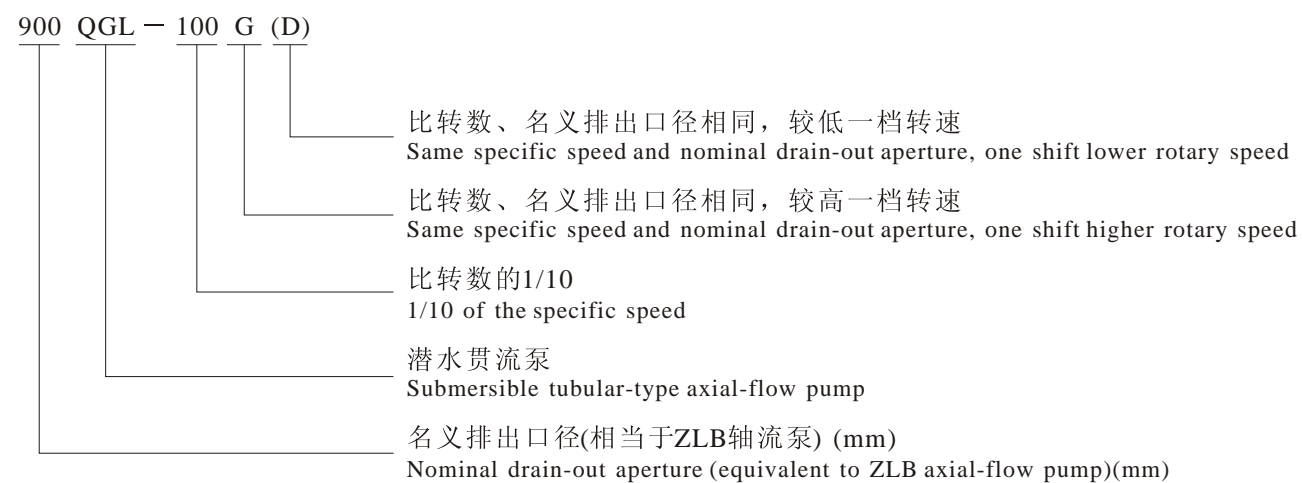 900 QGL － 100 G (D)
比转数、名义排出口径相同，较低一档转速
Same specific speed and nominal drain-out aperture, one shift lower rotary speed
比转数、名义排出口径相同，较高一档转速
Same specific speed and nominal drain-out aperture, one shift higher rotary speed
比转数的1/10
1/10 of the specific speed
潜水贯流泵
Submersible tubular-type axial-flow pump
名义排出口径(相当于ZLB轴流泵) (mm)
Nominal drain-out aperture (equivalent to ZLB axial-flow pump)(mm)